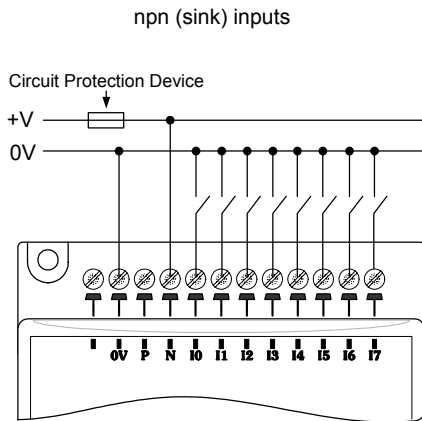 npn (sink) inputs
Circuit Protection Device
+V
0V
0V P N I0 I1 I2 I3 I4 I5 I6 I7